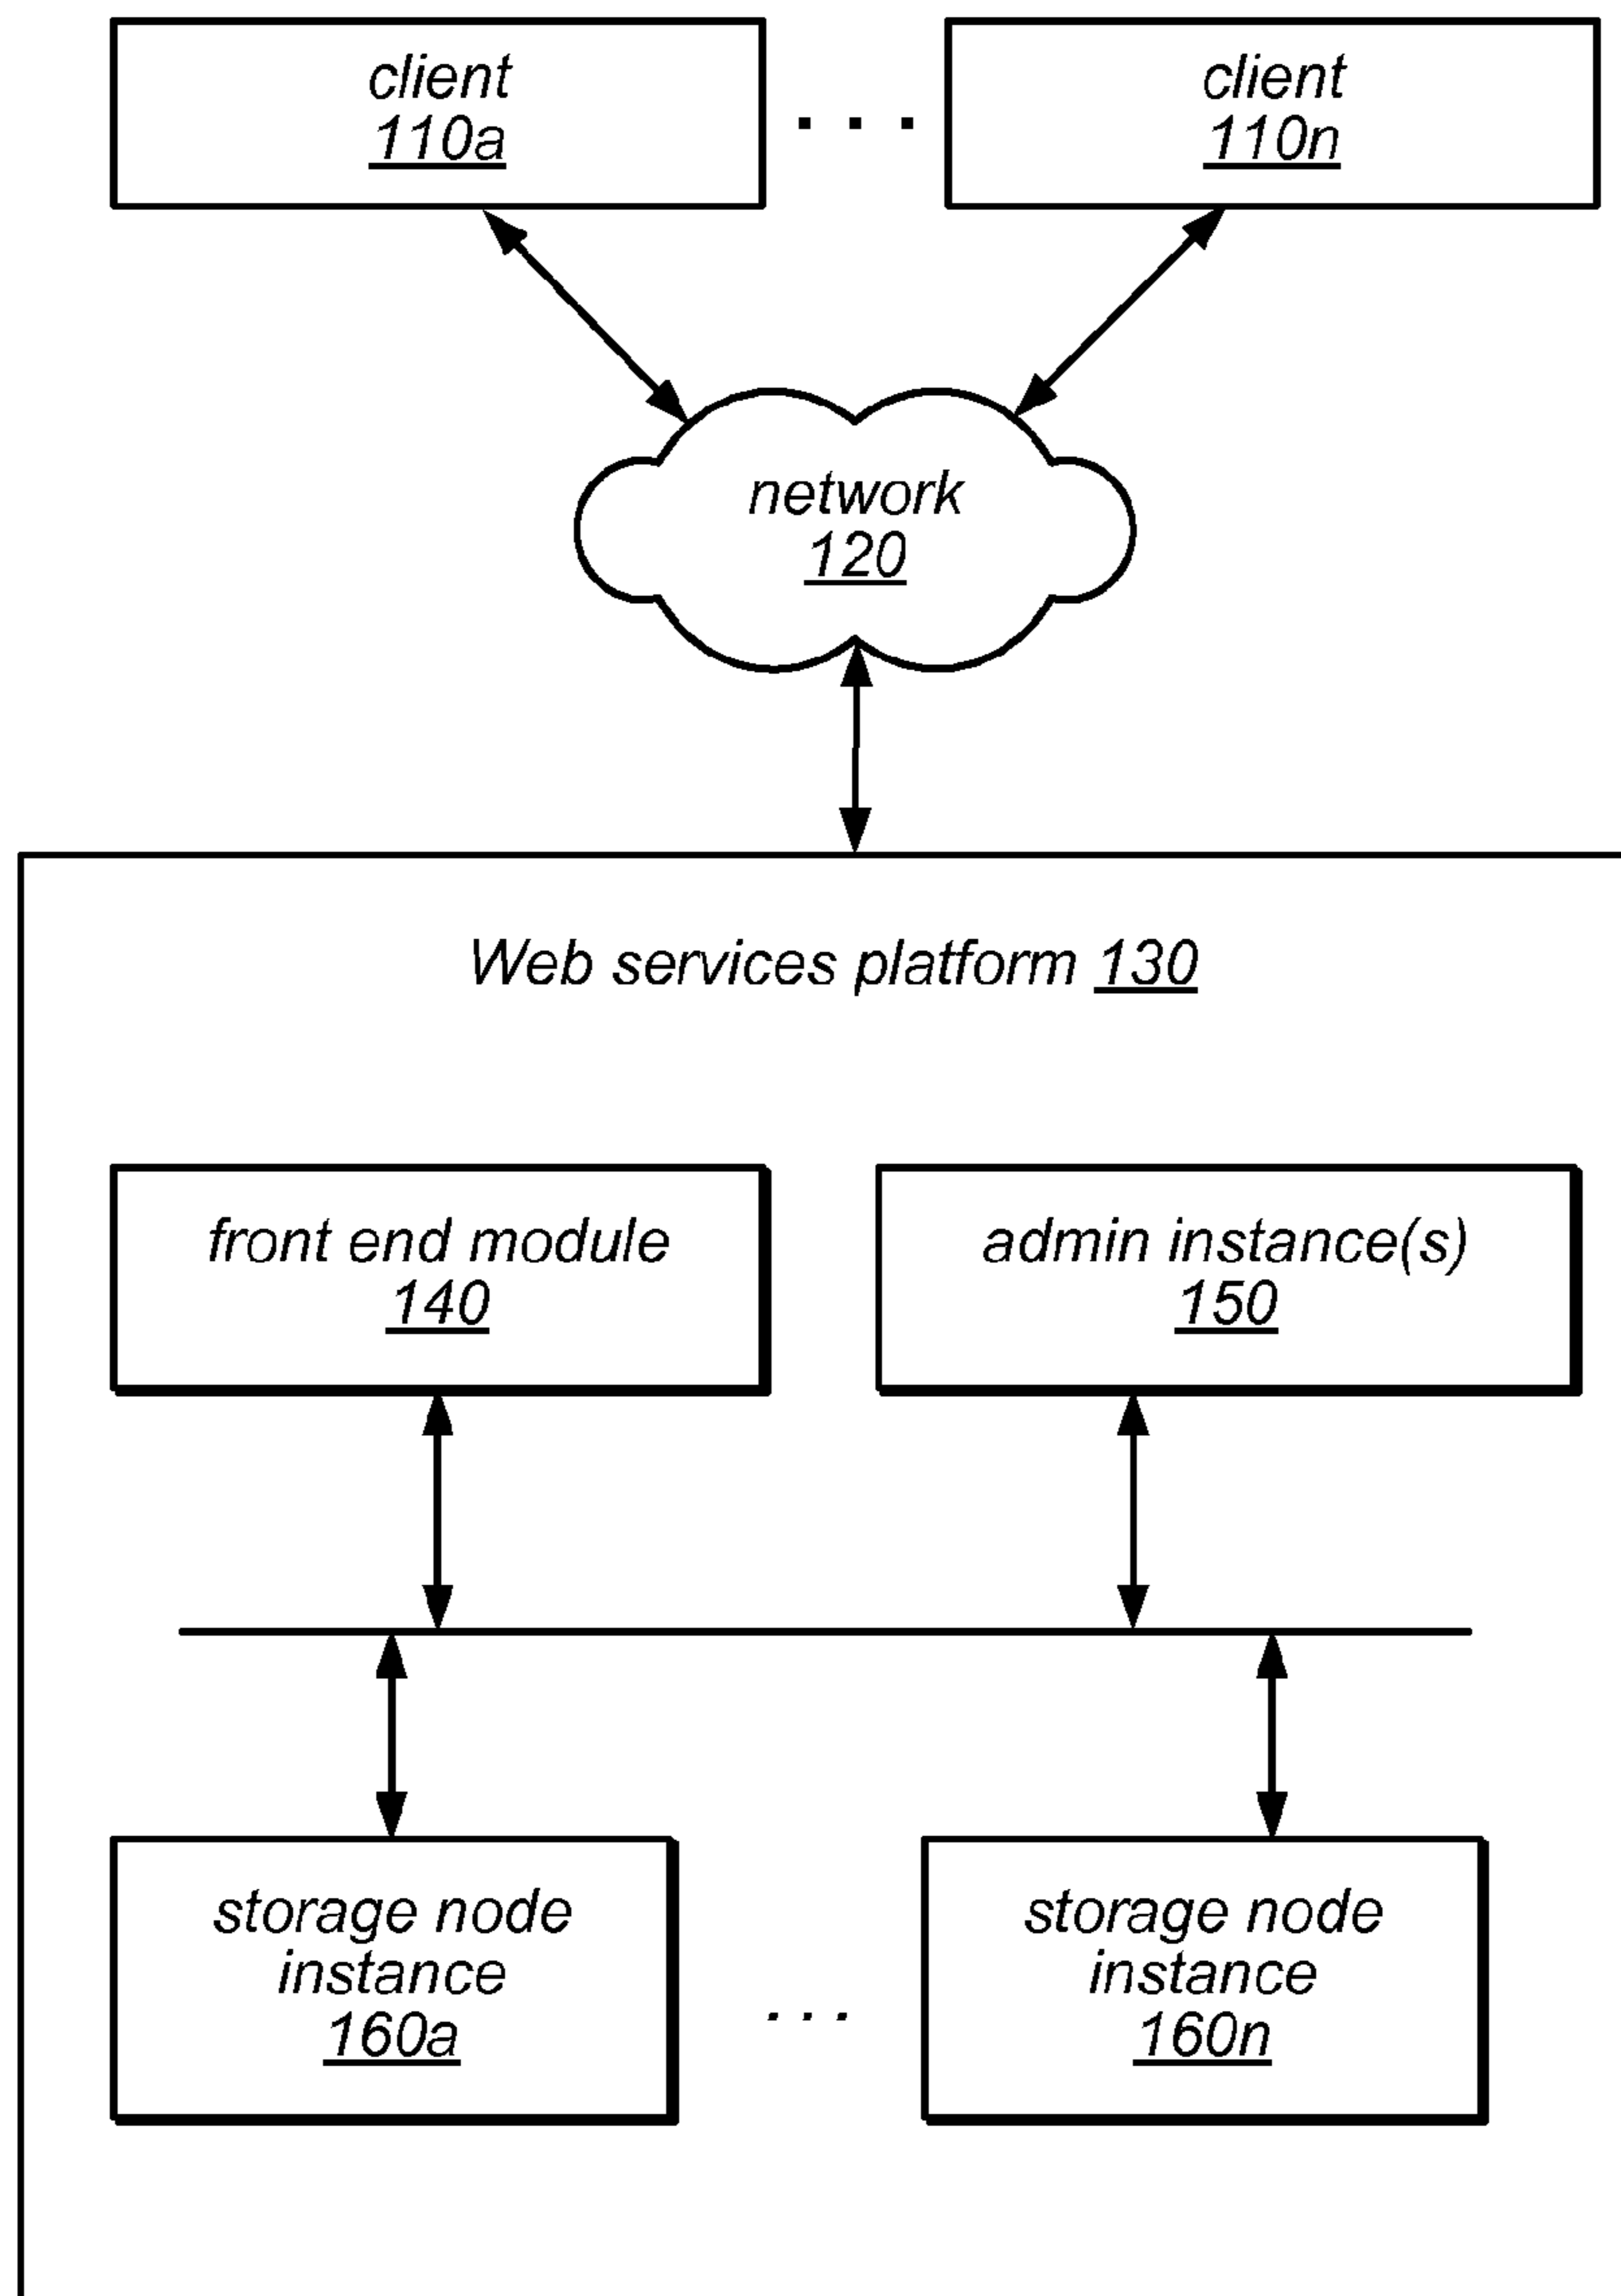 client
110a
. . .
client
110n
network
120
Web services platform 130
front end module
140
admin instance(s)
150
storage node
instance
160a
. . .
storage node
instance
160n